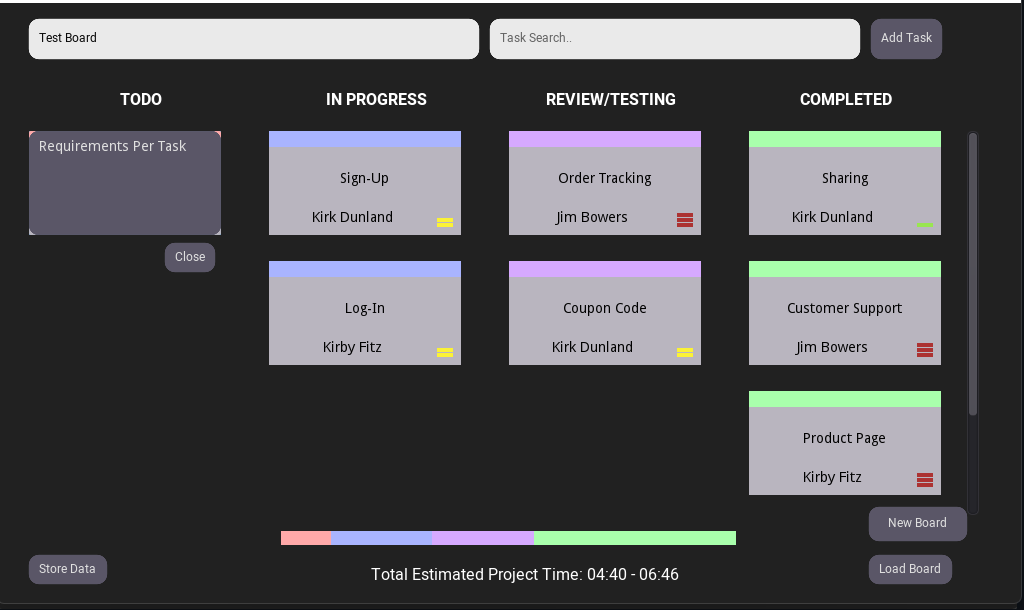 Test Board
Task Search..
Add Task
TODO
IN PROGRESS
REVIEW/TESTING
COMPLETED
Requirements Per Task
Close
Sign-Up
Kirk Dunland
Log-In
Kirby Fitz
Order Tracking
Jim Bowers
Coupon Code
Kirk Dunland
Sharing
Kirk Dunland
Customer Support
Jim Bowers
Product Page
Kirby Fitz
New Board
Store Data
Total Estimated Project Time: 04:40 - 06:46
Load Board